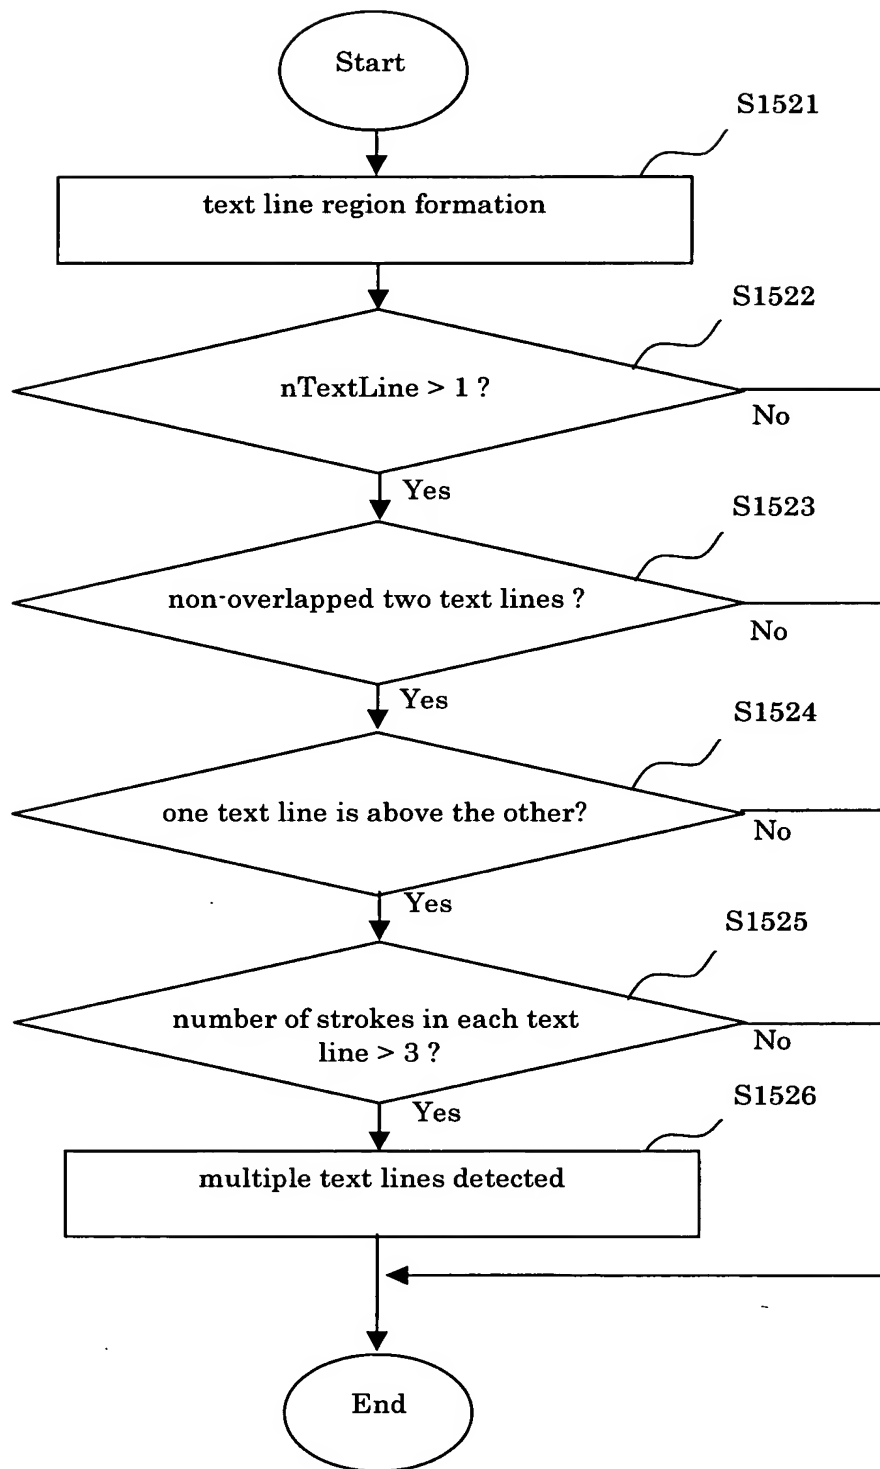 Start
S1521
text line region formation
S1522
nTextLine > 1 ?
No
Yes
S1523
non-overlapped two text lines ?
No
Yes
S1524
one text line is above the other?
No
Yes
S1525
number of strokes in each text
line > 3 ?
No
Yes
S1526
multiple text lines detected
End